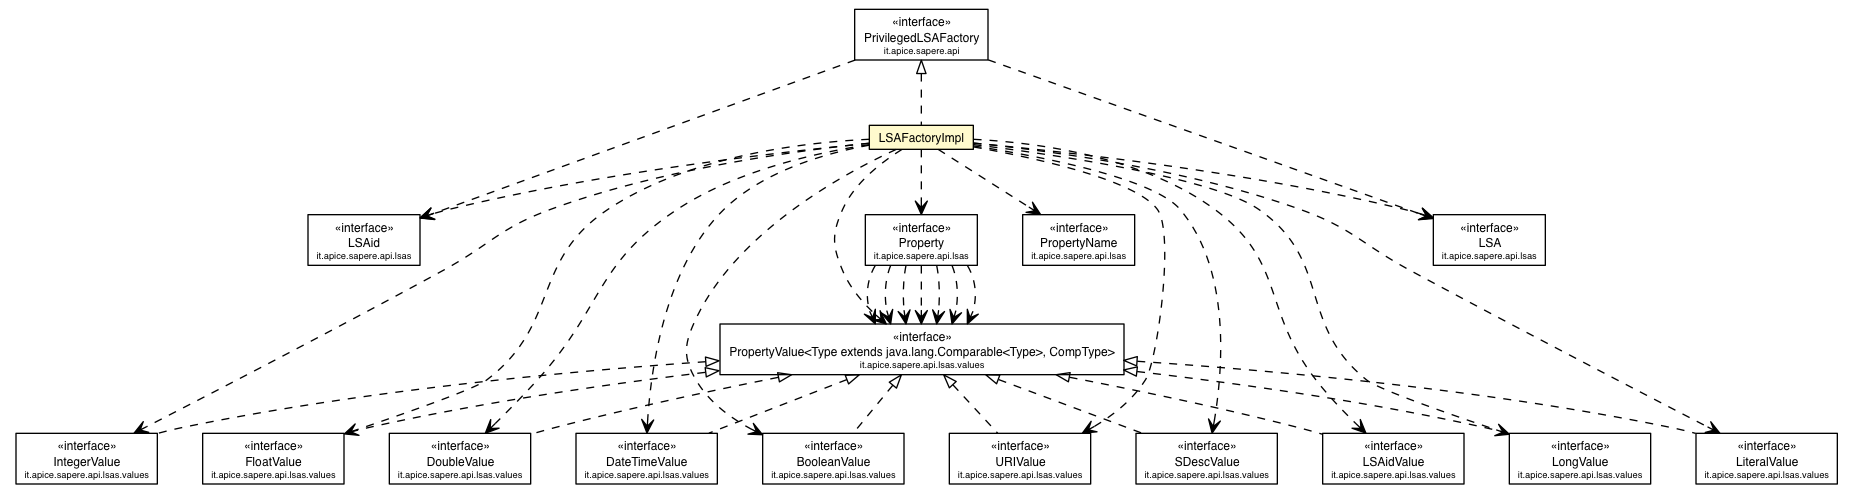 «interface»
PrivilegedLSAFactory
it.apice.sapere.api
LSAFactoryImpl
«interface»
LSAid
it.apice.sapere.api.lsas
«interface»
Property
it.apice.sapere.api.lsas
«interface»
PropertyName
it.apice.sapere.api.lsas
«interface»
LSA
it.apice.sapere.api.lsas
«interface»
PropertyValue<Type extends java.lang.Comparable<Type>, CompType>
it.apice.sapere.api.lsas.values
«interface»
IntegerValue
it.apice.sapere.api.lsas.values
«interface»
FloatValue
it.apice.sapere.api.lsas.values
«interface»
DoubleValue
it.apice.sapere.api.lsas.values
«interface»
DateTimeValue
it.apice.sapere.api.lsas.values
«interface»
BooleanValue
it.apice.sapere.api.lsas.values
«interface»
URIValue
it.apice.sapere.api.lsas.values
«interface»
SDescValue
it.apice.sapere.api.lsas.values
«interface»
LSAidValue
it.apice.sapere.api.lsas.values
«interface»
LongValue
it.apice.sapere.api.lsas.values
«interface»
LiteralValue
it.apice.sapere.api.lsas.values